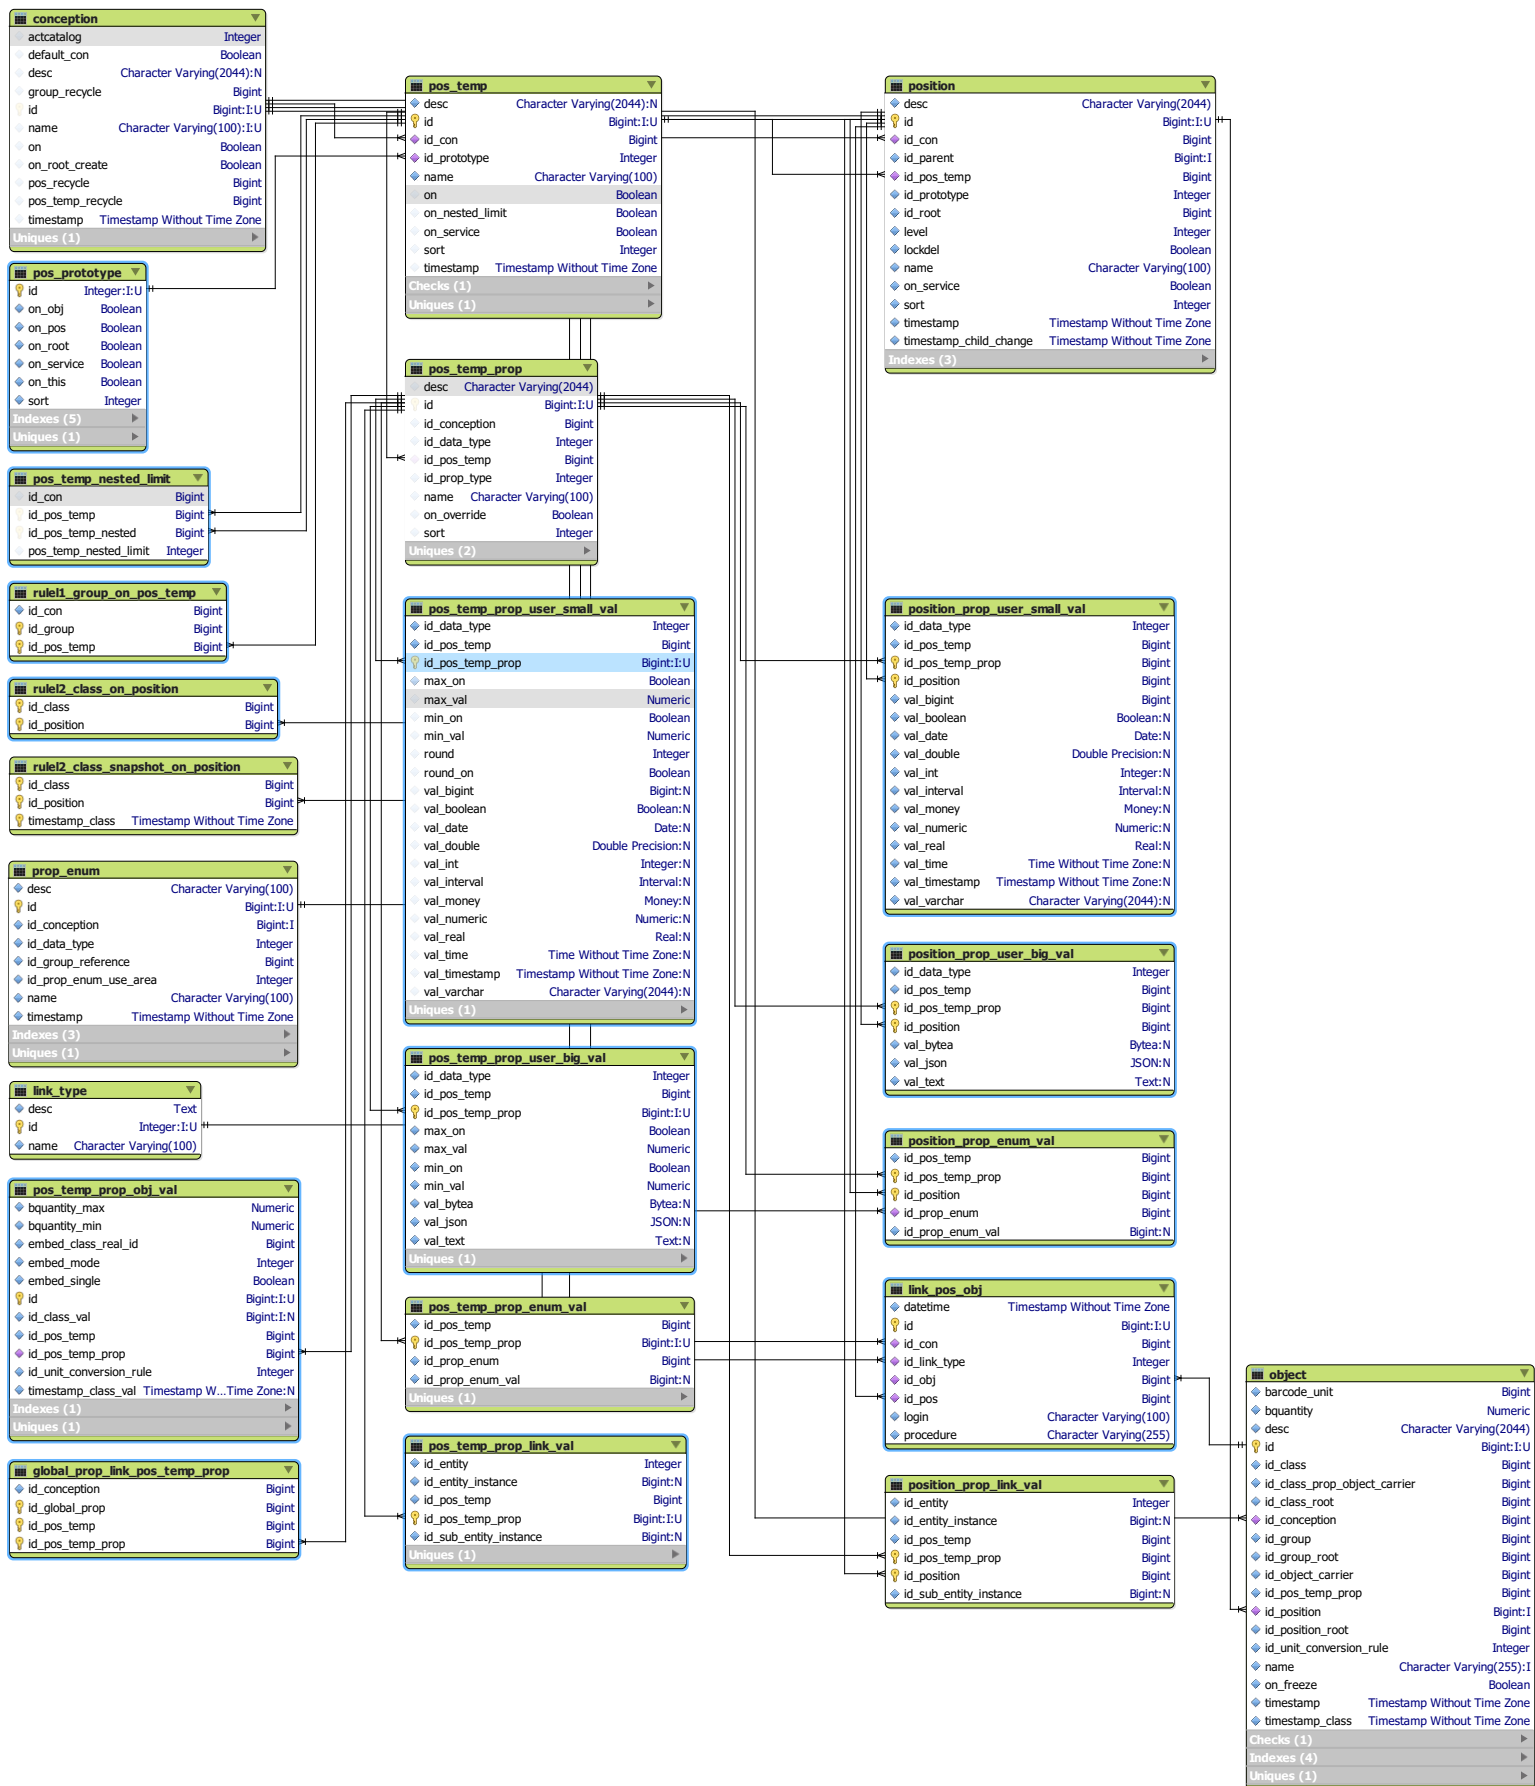 conception
actcatalog Integer
default_con Boolean
desc Character Varying(2044):N
group_recycle Bigint
id Bigint:I:U
name Character Varying(100):I:U
on Boolean
on_root_create Boolean
pos_recycle Bigint
pos_temp_recycle Bigint
timestamp Timestamp Without Time Zone
Uniques (1)
pos_prototype
id Integer:I:U
on_obj Boolean
on_pos Boolean
on_root Boolean
on_service Boolean
on_this Boolean
sort Integer
Indexes (5)
Uniques (1)
pos_temp_nested_limit
id_con Bigint
id_pos_temp Bigint
id_pos_temp_nested Bigint
pos_temp_nested_limit Integer
rulel1_group_on_pos_temp
id_con Bigint
id_group Bigint
id_pos_temp Bigint
rulel2_class_on_position
id_class Bigint
id_position Bigint
rulel2_class_snapshot_on_position
id_class Bigint
id_position Bigint
timestamp_class Timestamp Without Time Zone
prop_enum
desc Character Varying(100)
id Bigint:I:U
id_conception Bigint:I
id_data_type Integer
id_group_reference Bigint
id_prop_enum_use_area Integer
name Character Varying(100)
timestamp Timestamp Without Time Zone
Indexes (3)
Uniques (1)
link_type
desc Text
id Integer:I:U
name Character Varying(100)
pos_temp_prop_obj_val
bquantity_max Numeric
bquantity_min Numeric
embed_class_real_id Bigint
embed_mode Integer
embed_single Boolean
id Bigint:I:U
id_class_val Bigint:I:N
id_pos_temp Bigint
id_pos_temp_prop Bigint
id_unit_conversion_rule Integer
timestamp_class_val Timestamp W...Time Zone:N
Indexes (1)
Uniques (1)
global_prop_link_pos_temp_prop
id_conception Bigint
id_global_prop Bigint
id_pos_temp Bigint
id_pos_temp_prop Bigint
pos_temp
desc Character Varying(2044):N
id Bigint:I:U
id_con Bigint
id_prototype Integer
name Character Varying(100)
on Boolean
on_nested_limit Boolean
on_service Boolean
sort Integer
timestamp Timestamp Without Time Zone
Checks (1)
Uniques (1)
pos_temp_prop
desc Character Varying(2044)
id Bigint:I:U
id_conception Bigint
id_data_type Integer
id_pos_temp Bigint
id_prop_type Integer
name Character Varying(100)
on_override Boolean
sort Integer
Uniques (2)
pos_temp_prop_user_small_val
id_data_type Integer
id_pos_temp Bigint
id_pos_temp_prop Bigint:I:U
max_on Boolean
max_val Numeric
min_on Boolean
min_val Numeric
round Integer
round_on Boolean
val_bigint Bigint:N
val_boolean Boolean:N
val_date Date:N
val_double Double Precision:N
val_int Integer:N
val_interval Interval:N
val_money Money:N
val_numeric Numeric:N
val_real Real:N
val_time Time Without Time Zone:N
val_timestamp Timestamp Without Time Zone:N
val_varchar Character Varying(2044):N
Uniques (1)
pos_temp_prop_user_big_val
id_data_type Integer
id_pos_temp Bigint
id_pos_temp_prop Bigint:I:U
max_on Boolean
max_val Numeric
min_on Boolean
min_val Numeric
val_bytea Bytea:N
val_json JSON:N
val_text Text:N
Uniques (1)
pos_temp_prop_enum_val
id_pos_temp Bigint
id_pos_temp_prop Bigint:I:U
id_prop_enum Bigint
id_prop_enum_val Bigint:N
Uniques (1)
pos_temp_prop_link_val
id_entity Integer
id_entity_instance Bigint:N
id_pos_temp Bigint
id_pos_temp_prop Bigint:I:U
id_sub_entity_instance Bigint:N
Uniques (1)
position
desc Character Varying(2044)
id Bigint:I:U
id_con Bigint
id_parent Bigint:I
id_pos_temp Bigint
id_prototype Integer
id_root Bigint
level Integer
lockdel Boolean
name Character Varying(100)
on_service Boolean
sort Integer
timestamp Timestamp Without Time Zone
timestamp_child_change Timestamp Without Time Zone
Indexes (3)
position_prop_user_small_val
id_data_type Integer
id_pos_temp Bigint
id_pos_temp_prop Bigint
id_position Bigint
val_bigint Bigint
val_boolean Boolean:N
val_date Date:N
val_double Double Precision:N
val_int Integer:N
val_interval Interval:N
val_money Money:N
val_numeric Numeric:N
val_real Real:N
val_time Time Without Time Zone:N
val_timestamp Timestamp Without Time Zone:N
val_varchar Character Varying(2044):N
position_prop_user_big_val
id_data_type Integer
id_pos_temp Bigint
id_pos_temp_prop Bigint
id_position Bigint
val_bytea Bytea:N
val_json JSON:N
val_text Text:N
position_prop_enum_val
id_pos_temp Bigint
id_pos_temp_prop Bigint
id_position Bigint
id_prop_enum Bigint
id_prop_enum_val Bigint:N
link_pos_obj
datetime Timestamp Without Time Zone
id Bigint:I:U
id_con Bigint
id_link_type Integer
id_obj Bigint
id_pos Bigint
login Character Varying(100)
procedure Character Varying(255)
position_prop_link_val
id_entity Integer
id_entity_instance Bigint:N
id_pos_temp Bigint
id_pos_temp_prop Bigint
id_position Bigint
id_sub_entity_instance Bigint:N
object
barcode_unit Bigint
bquantity Numeric
desc Character Varying(2044)
id Bigint:I:U
id_class Bigint
id_class_prop_object_carrier Bigint
id_class_root Bigint
id_conception Bigint
id_group Bigint
id_group_root Bigint
id_object_carrier Bigint
id_pos_temp_prop Bigint
id_position Bigint:I
id_position_root Bigint
id_unit_conversion_rule Integer
name Character Varying(255):I
on_freeze Boolean
timestamp Timestamp Without Time Zone
timestamp_class Timestamp Without Time Zone
Checks (1)
Indexes (4)
Uniques (1)